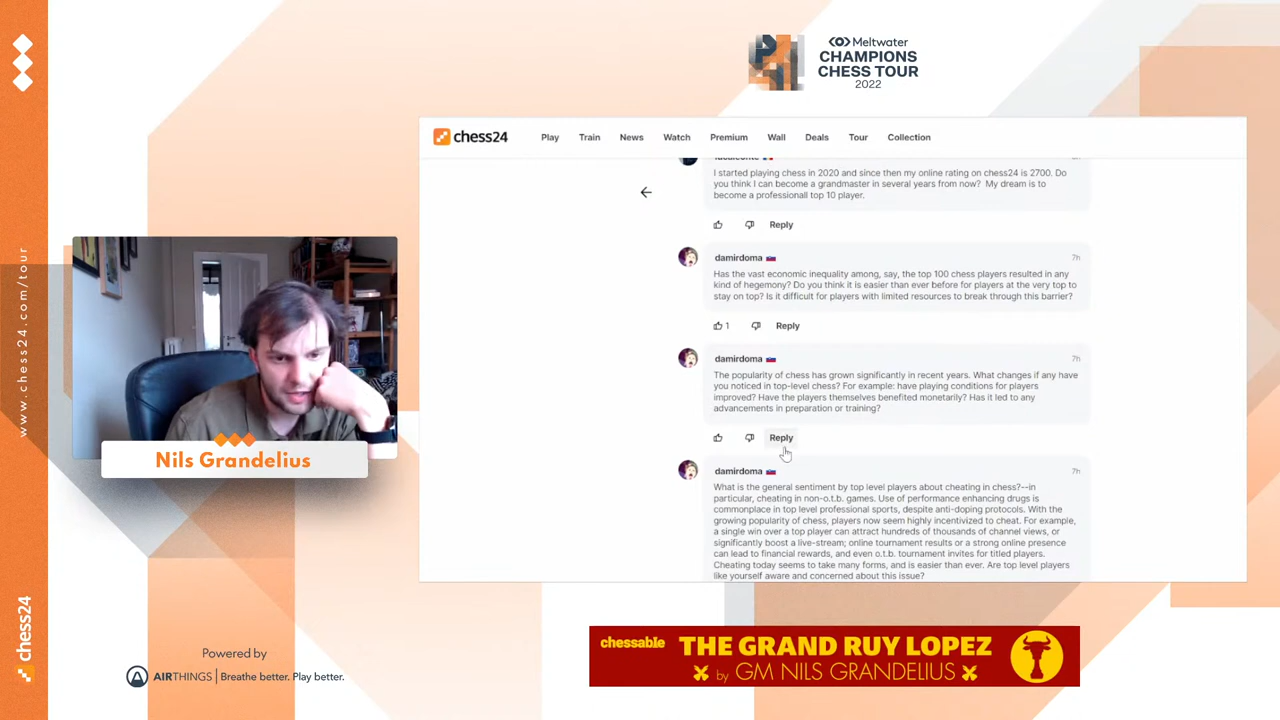 www.chess24.com/tour
chess24
Meltwater
CHAMPIONS
CHESS TOUR
2022
chess24
Play
Train
News
Watch
Premium
Wall
Deals
Tour
Collection
I started playing chess in 2020 and since then my online rating on chess24 is 2700. Do
you think I can become a grandmaster in several years from now? My dream is to
become a professionall top 10 player.
Reply
damirdoma
7h
Has the vast economic inequality among, say, the top 100 chess players resulted in any
kind of hegemony? Do you think it is easier than ever before for players at the very top to
stay on top? Is it difficult for players with limited resources to break through this barrier?
1
Reply
damirdoma
7h
The popularity of chess has grown significantly in recent years. What changes if any have
you noticed in top-level chess? For example: have playing conditions for players
improved? Have the players themselves benefited monetarily? Has it led to any
advancements in preparation or training?
Reply
damirdoma
7h
What is the general sentiment by top level players about cheating in chess?--in
particular, cheating in non-o.t.b. games. Use of performance enhancing drugs is
commonplace in top level professional sports, despite anti-doping protocols. With the
growing popularity of chess, players now seem highly incentivized to cheat. For example,
a single win over a top player can attract hundreds of thousands of channel views, or
significantly boost a live-stream; online tournament results or a strong online presence
can lead to financial rewards, and even o.t.b. tournament invites for titled players.
Cheating today seems to take many forms, and is easier than ever. Are top level players
like yourself aware and concerned about this issue?
Nils Grandelius
Powered by
AIRTHINGS | Breathe better. Play better.
chessable
THE GRAND RUY LOPEZ
by GM NILS GRANDELIUS